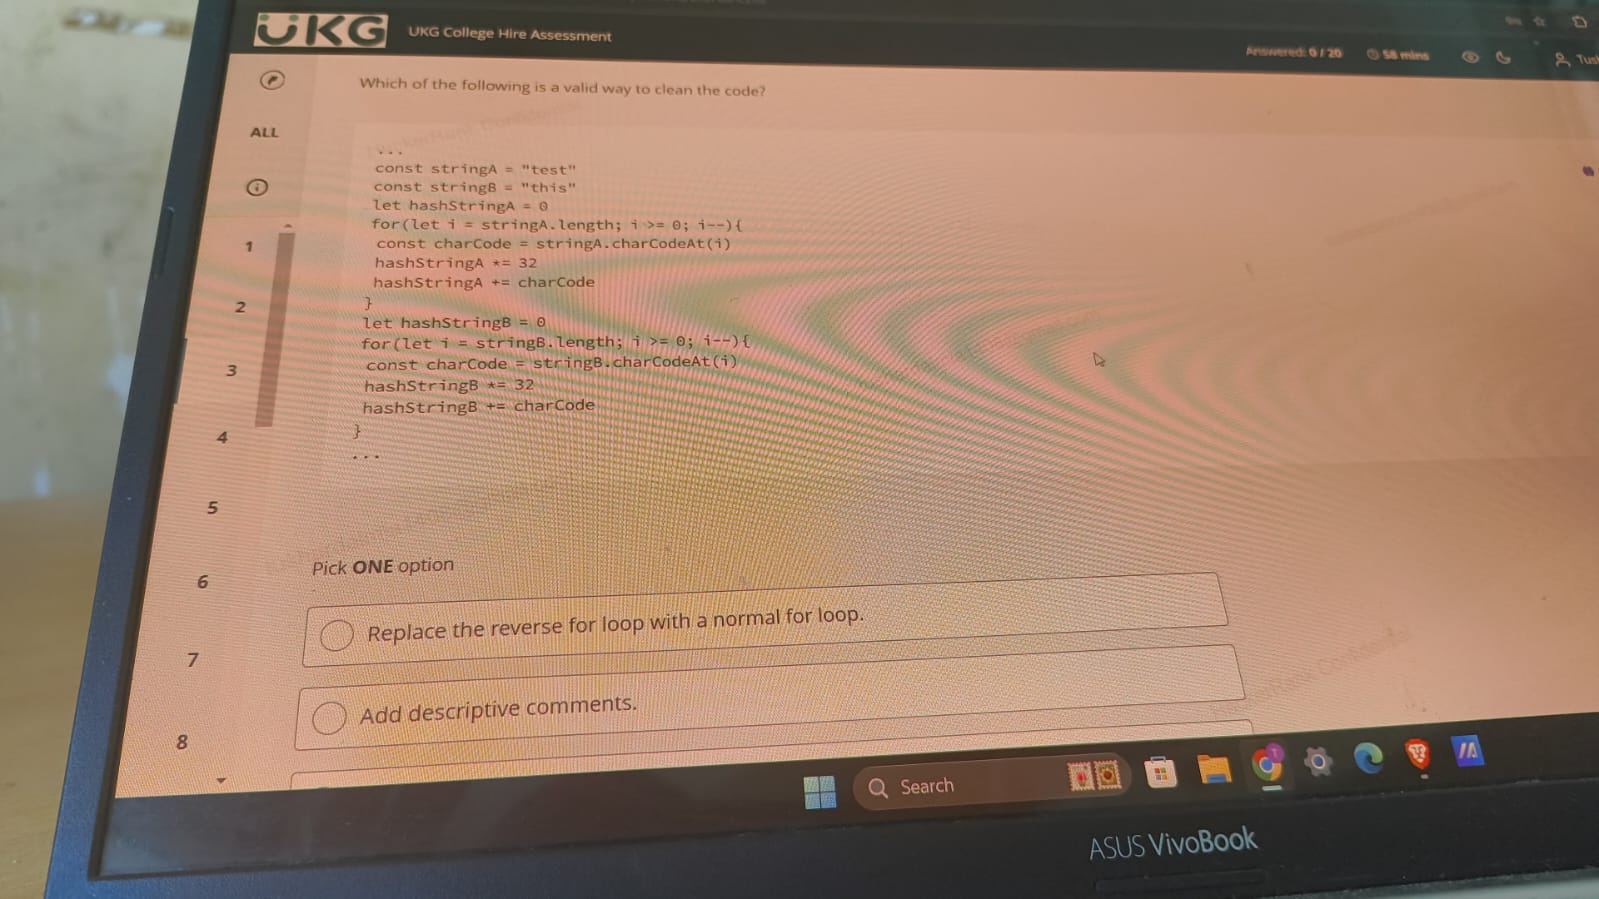 UKG
UKG College Hire Assessment
Answered: 0 / 20
58 mins
ALL
Which of the following is a valid way to clean the code?
...
const stringA = "test"
const stringB = "this"
let hashStringA = 0
for(let i = stringA.length; i >= 0; i--){
const charCode = stringA.charCodeAt(i)
hashStringA *= 32
hashStringA += charCode
}
let hashStringB = 0
for(let i = stringB.length; i >= 0; i--){
const charCode = stringB.charCodeAt(i)
hashStringB *= 32
hashStringB += charCode
}
...
1
2
3
4
5
6
7
8
Pick ONE option
Replace the reverse for loop with a normal for loop.
Add descriptive comments.
Search
ASUS VivoBook